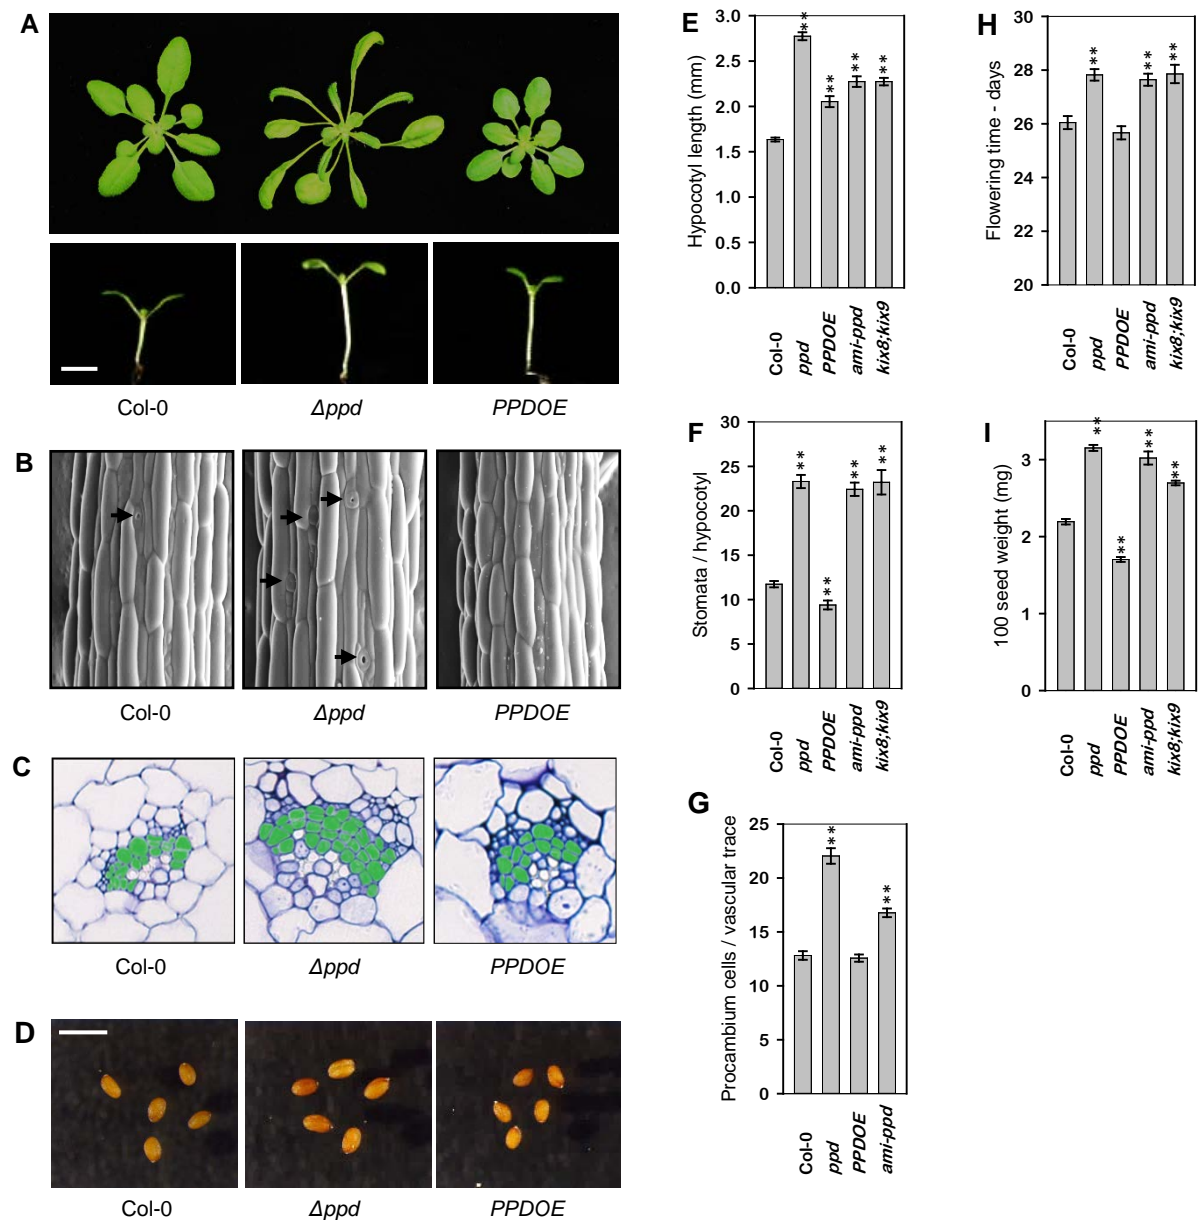 A
Col-0 Δppd PPDOE
B
Col-0 Δppd PPDOE
C
Col-0 Δppd PPDOE
D
Col-0 Δppd PPDOE
E
Hypocotyl length (mm)
3.0
2.5
2.0
1.5
1.0
0.5
0.0
** ** ** **
Col-0 ppd PPDOE ami-ppd kix8;kix9
F
Stomata / hypocotyl
30
25
20
15
10
5
0
** ** ** **
Col-0 ppd PPDOE ami-ppd kix8;kix9
G
Procambium cells / vascular trace
25
20
15
10
5
0
** **
Col-0 ppd PPDOE ami-ppd
H
Flowering time - days
30
28
26
24
22
20
** ** **
Col-0 ppd PPDOE ami-ppd kix8;kix9
I
100 seed weight (mg)
3
2
1
0
** ** ** **
Col-0 ppd PPDOE ami-ppd kix8;kix9